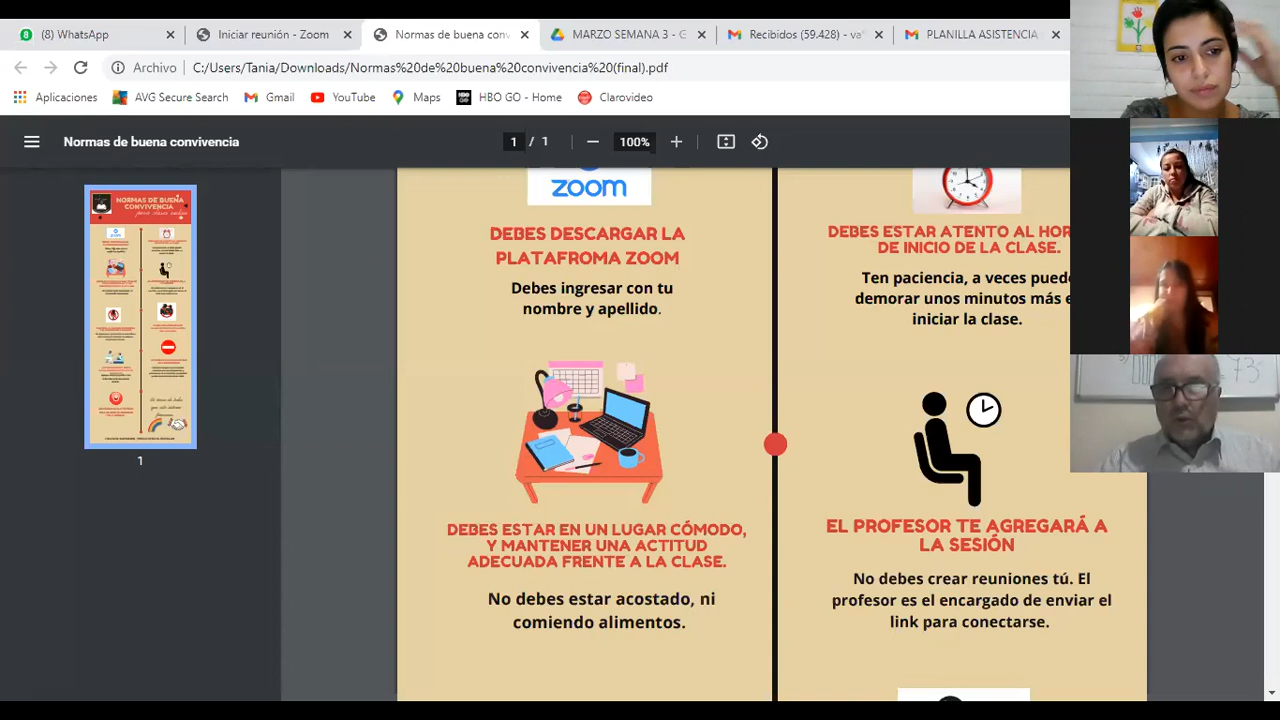 (8) WhatsApp
Iniciar reunión - Zoom
Normas de buena conv
MARZO SEMANA 3 - G
Recibidos (59.428) - va
PLANILLA ASISTENCIA
Archivo
C:/Users/Tania/Downloads/Normas%20de%20buena%20convivencia%20(final).pdf
Aplicaciones
AVG Secure Search
Gmail
YouTube
Maps
HBO GO - Home
Clarovideo
Normas de buena convivencia
1 / 1
100%
NORMAS DE BUENA
CONVIVENCIA
1
zoom
DEBES DESCARGAR LA
PLATAFROMA ZOOM
Debes ingresar con tu
nombre y apellido.
DEBES ESTAR EN UN LUGAR CÓMODO,
Y MANTENER UNA ACTITUD
ADECUADA FRENTE A LA CLASE.
No debes estar acostado, ni
comiendo alimentos.
DEBES ESTAR ATENTO AL HOR
DE INICIO DE LA CLASE.
Ten paciencia, a veces puede
demorar unos minutos más e
iniciar la clase.
EL PROFESOR TE AGREGARÁ A
LA SESIÓN
No debes crear reuniones tú. El
profesor es el encargado de enviar el
link para conectarse.
73